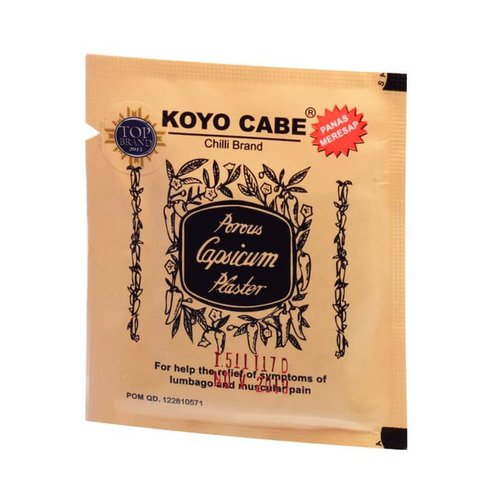 KOYO CABE®
Chilli Brand
TOP
BRAND
2015
PANAS
MERESAP
Porous
Capsicum
Plaster
For help the relief of symptoms of
lumbago and muscular pain
POM QD. 122810571